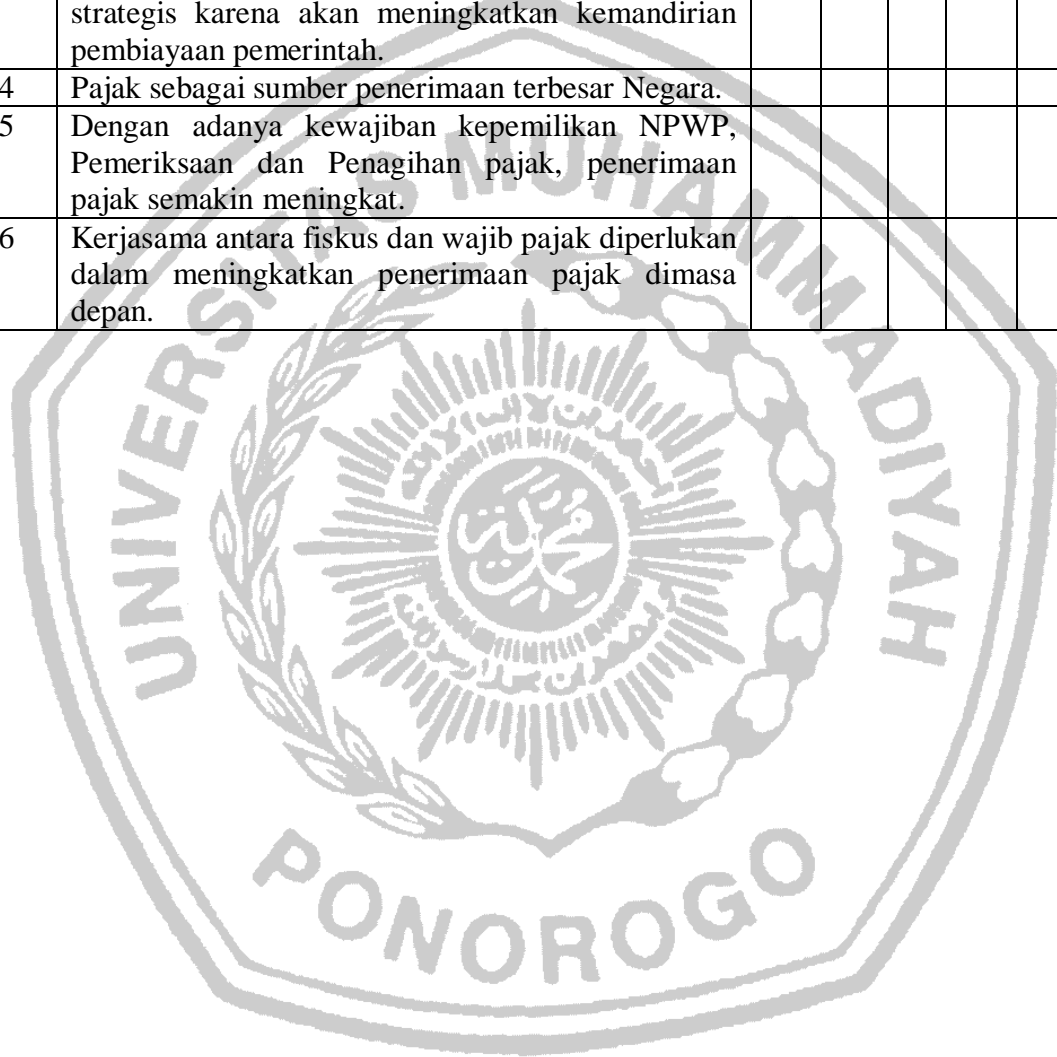 strategis karena akan meningkatkan kemandirian
pembiayaan pemerintah.
4 Pajak sebagai sumber penerimaan terbesar Negara.
5 Dengan adanya kewajiban kepemilikan NPWP,
Pemeriksaan dan Penagihan pajak, penerimaan
pajak semakin meningkat.
6 Kerjasama antara fiskus dan wajib pajak diperlukan
dalam meningkatkan penerimaan pajak dimasa
depan.
UNIVERSITAS MUHAMMADIYAH
PONOROGO